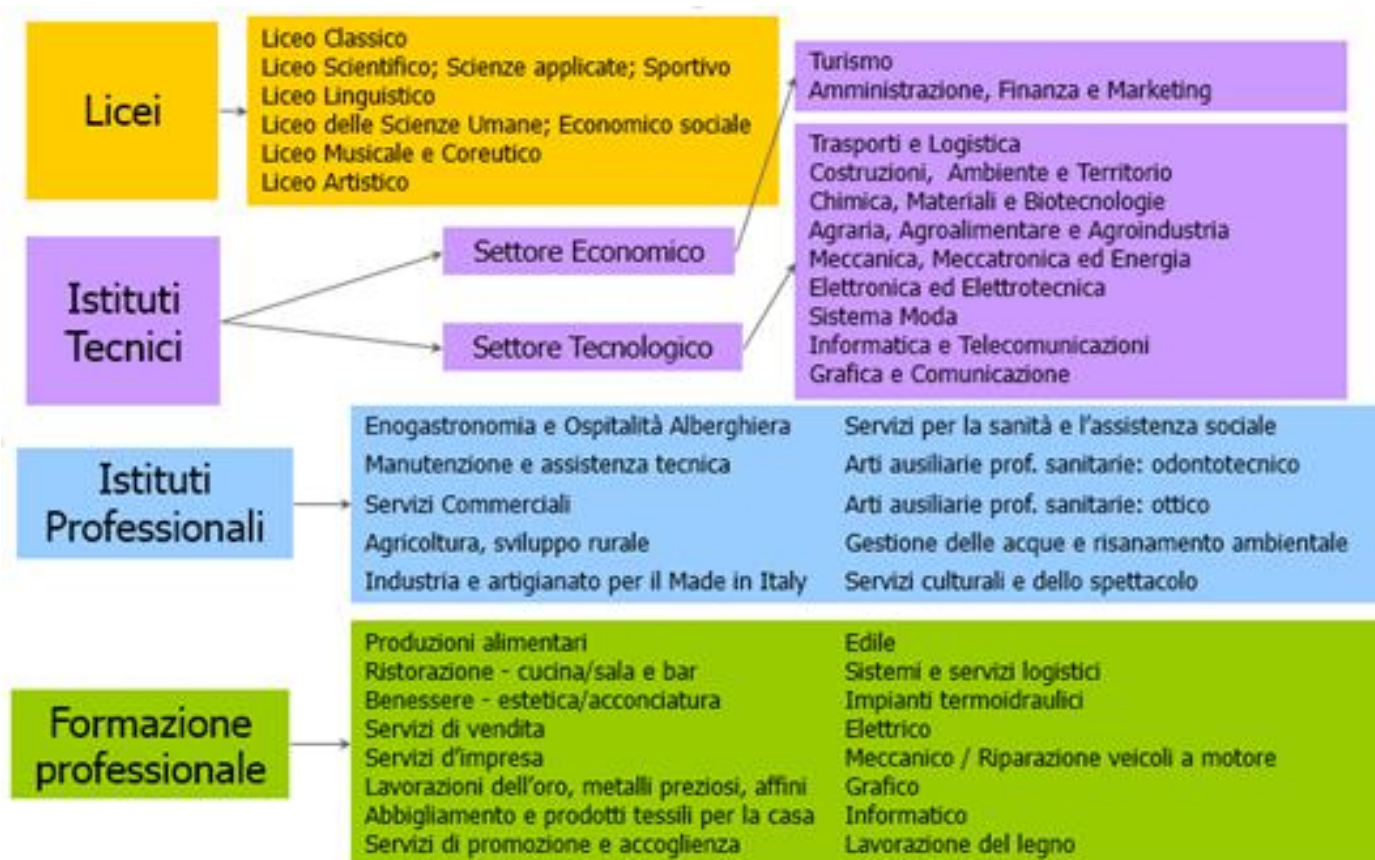 Licei
Liceo Classico
Liceo Scientifico; Scienze applicate; Sportivo
Liceo Linguistico
Liceo delle Scienze Umane; Economico sociale
Liceo Musicale e Coreutico
Liceo Artistico
Istituti
Tecnici
Settore Economico
Turismo
Amministrazione, Finanza e Marketing
Settore Tecnologico
Trasporti e Logistica
Costruzioni, Ambiente e Territorio
Chimica, Materiali e Biotecnologie
Agraria, Agroalimentare e Agroindustria
Meccanica, Meccatronica ed Energia
Elettronica ed Elettrotecnica
Sistema Moda
Informatica e Telecomunicazioni
Grafica e Comunicazione
Istituti
Professionali
Enogastronomia e Ospitalità Alberghiera
Manutenzione e assistenza tecnica
Servizi Commerciali
Agricoltura, sviluppo rurale
Industria e artigianato per il Made in Italy
Servizi per la sanità e l'assistenza sociale
Arti ausiliarie prof. sanitarie: odontotecnico
Arti ausiliarie prof. sanitarie: ottico
Gestione delle acque e risanamento ambientale
Servizi culturali e dello spettacolo
Formazione
professionale
Produzioni alimentari
Ristorazione - cucina/sala e bar
Benessere - estetica/acconciatura
Servizi di vendita
Servizi d'impresa
Lavorazioni dell'oro, metalli preziosi, affini
Abbigliamento e prodotti tessili per la casa
Servizi di promozione e accoglienza
Edile
Sistemi e servizi logistici
Impianti termoidraulici
Elettrico
Meccanico / Riparazione veicoli a motore
Grafico
Informatico
Lavorazione del legno